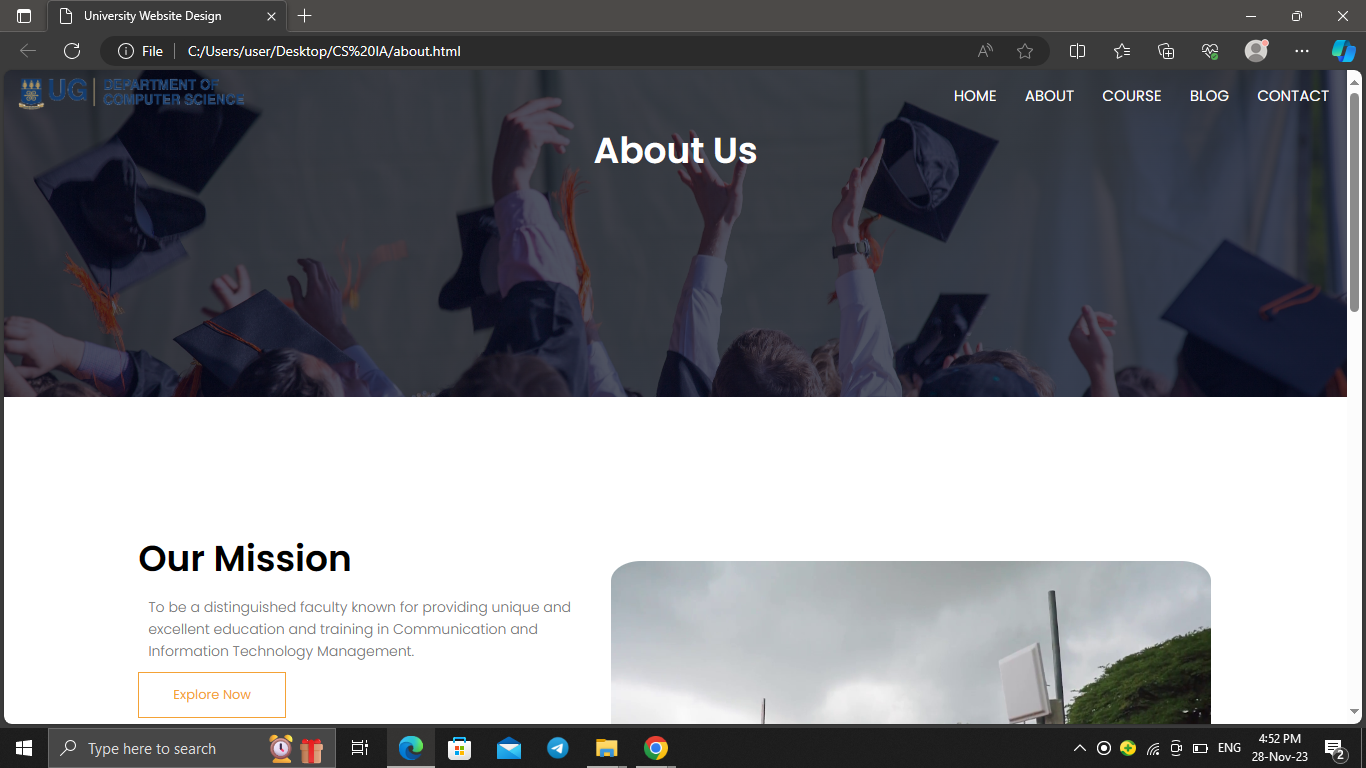 University Website Design
File
C:/Users/user/Desktop/CS%20IA/about.html
UG
DEPARTMENT OF
COMPUTER SCIENCE
HOME ABOUT COURSE BLOG CONTACT
About Us
Our Mission
To be a distinguished faculty known for providing unique and
excellent education and training in Communication and
Information Technology Management.
Explore Now
Type here to search
ENG
4:52 PM
28-Nov-23
2